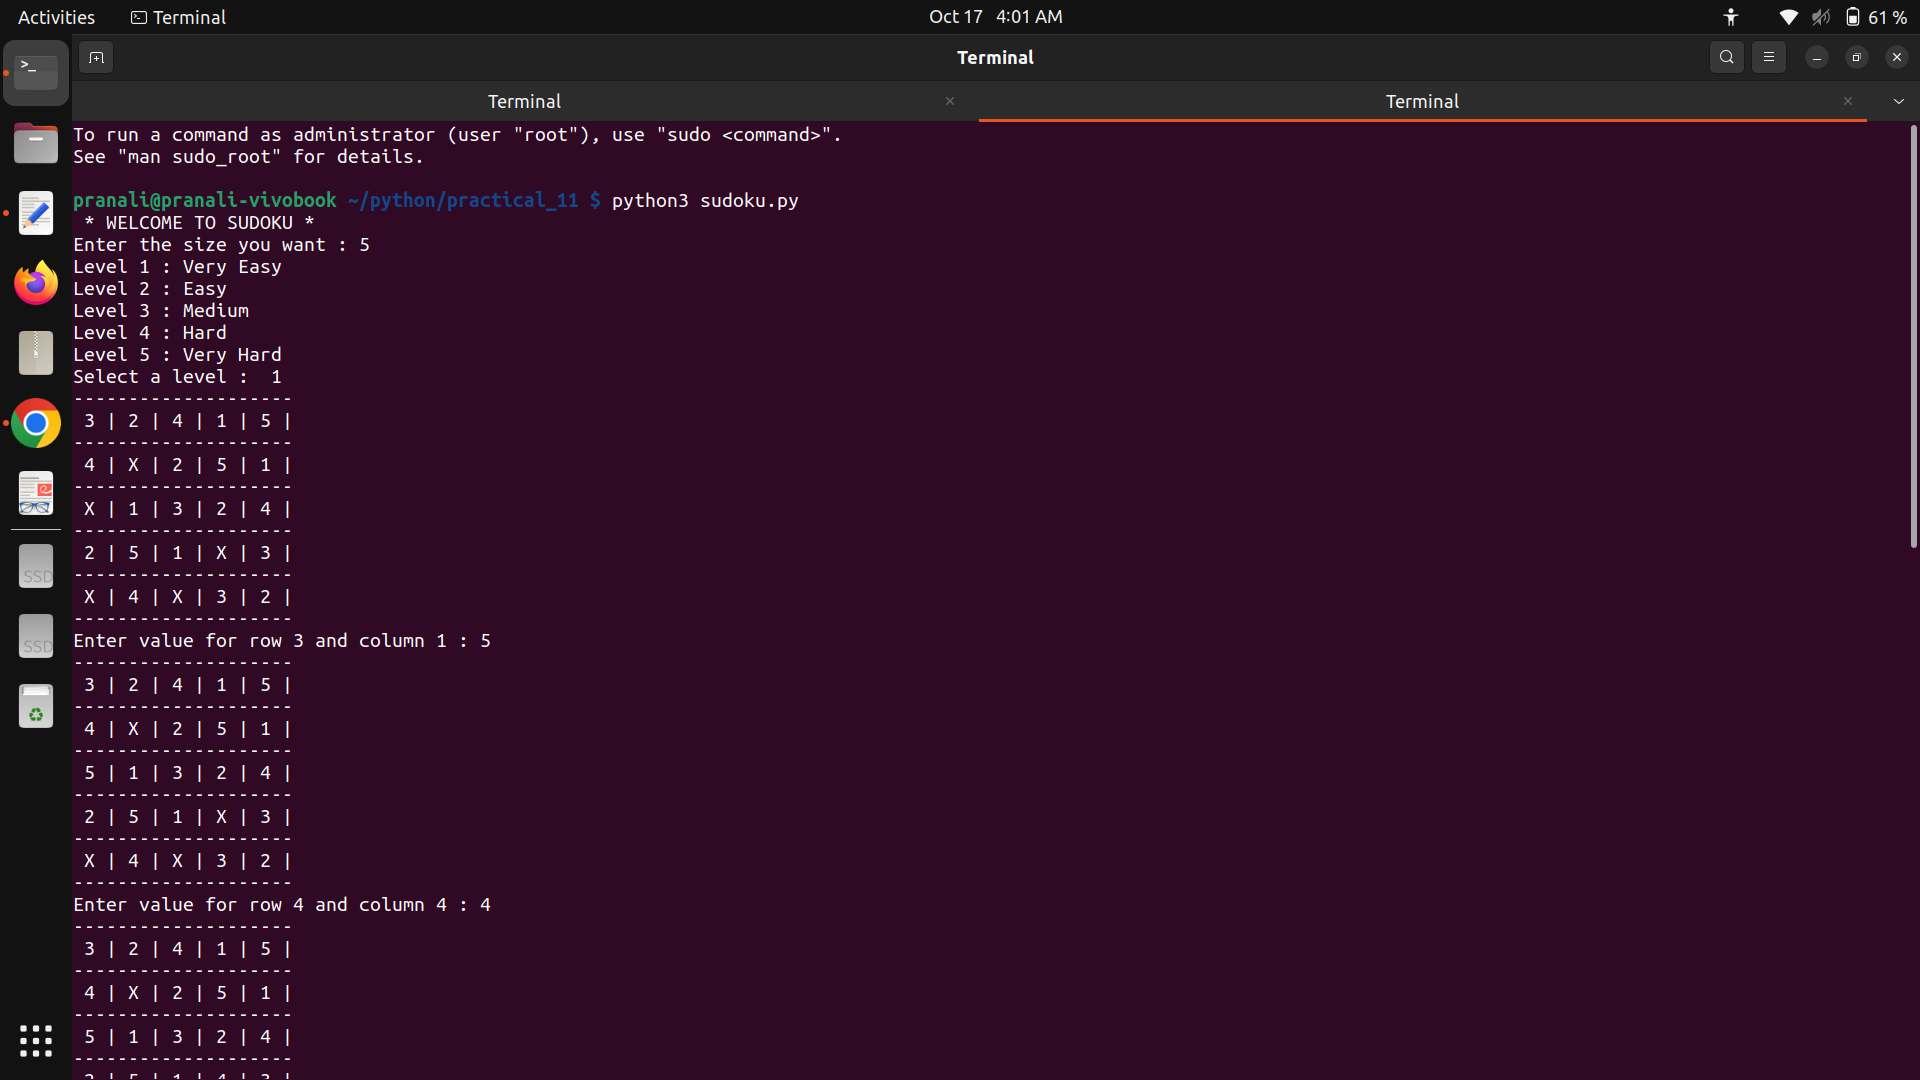 Activities Terminal Oct 17 4:01 AM 61 %
Terminal
Terminal Terminal
To run a command as administrator (user "root"), use "sudo <command>".
See "man sudo_root" for details.
pranali@pranali-vivobook ~/python/practical_11 $ python3 sudoku.py
* WELCOME TO SUDOKU *
Enter the size you want : 5
Level 1 : Very Easy
Level 2 : Easy
Level 3 : Medium
Level 4 : Hard
Level 5 : Very Hard
Select a level :  1
--------------------
3 | 2 | 4 | 1 | 5 |
--------------------
4 | X | 2 | 5 | 1 |
--------------------
X | 1 | 3 | 2 | 4 |
--------------------
2 | 5 | 1 | X | 3 |
--------------------
X | 4 | X | 3 | 2 |
--------------------
Enter value for row 3 and column 1 : 5
--------------------
3 | 2 | 4 | 1 | 5 |
--------------------
4 | X | 2 | 5 | 1 |
--------------------
5 | 1 | 3 | 2 | 4 |
--------------------
2 | 5 | 1 | X | 3 |
--------------------
X | 4 | X | 3 | 2 |
--------------------
Enter value for row 4 and column 4 : 4
--------------------
3 | 2 | 4 | 1 | 5 |
--------------------
4 | X | 2 | 5 | 1 |
--------------------
5 | 1 | 3 | 2 | 4 |
--------------------
2 | 5 | 1 | 4 | 3 |
SSD
SSD